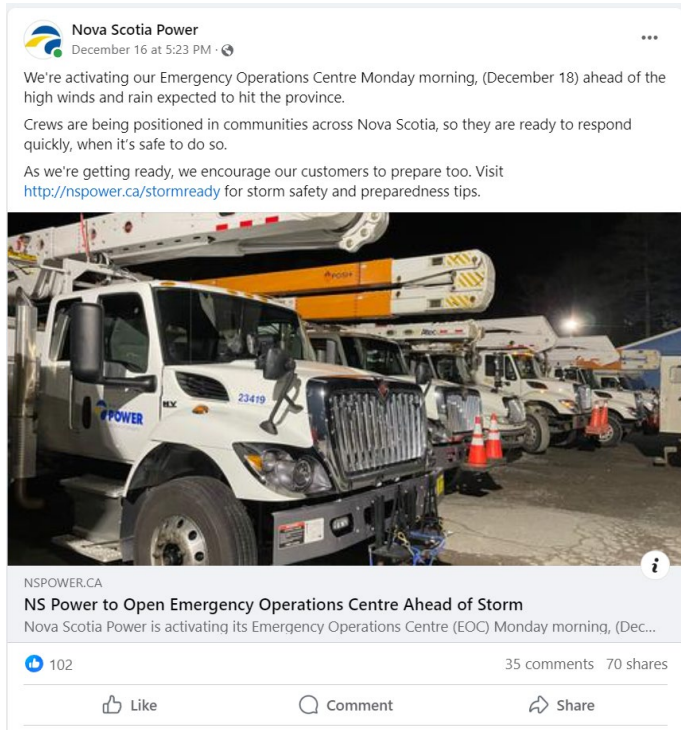 Nova Scotia Power
December 16 at 5:23 PM ·
We're activating our Emergency Operations Centre Monday morning, (December 18) ahead of the
high winds and rain expected to hit the province.
Crews are being positioned in communities across Nova Scotia, so they are ready to respond
quickly, when it's safe to do so.
As we're getting ready, we encourage our customers to prepare too. Visit
http://nspower.ca/stormready for storm safety and preparedness tips.
POSI+
23419
POWER
NSPOWER.CA
NS Power to Open Emergency Operations Centre Ahead of Storm
Nova Scotia Power is activating its Emergency Operations Centre (EOC) Monday morning, (Dec...
102
35 comments 70 shares
Like
Comment
Share